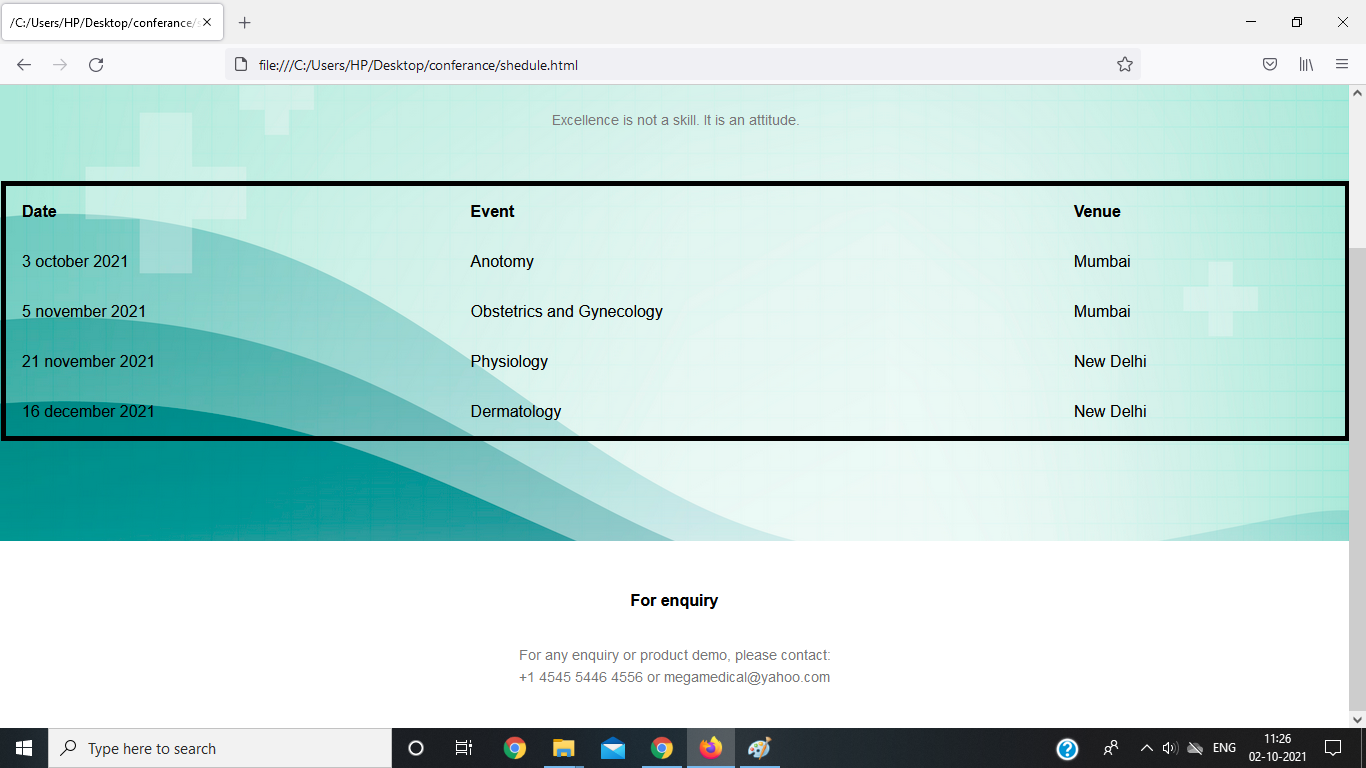 /C:/Users/HP/Desktop/conferance/
file:///C:/Users/HP/Desktop/conferance/shedule.html
Excellence is not a skill. It is an attitude.
Date Event Venue
3 october 2021 Anotomy Mumbai
5 november 2021 Obstetrics and Gynecology Mumbai
21 november 2021 Physiology New Delhi
16 december 2021 Dermatology New Delhi
For enquiry
For any enquiry or product demo, please contact:
+1 4545 5446 4556 or megamedical@yahoo.com
Type here to search
ENG
11:26
02-10-2021